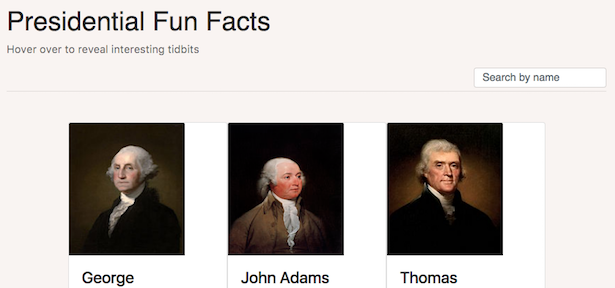 Presidential Fun Facts
Hover over to reveal interesting tidbits
Search by name
George
John Adams
Thomas